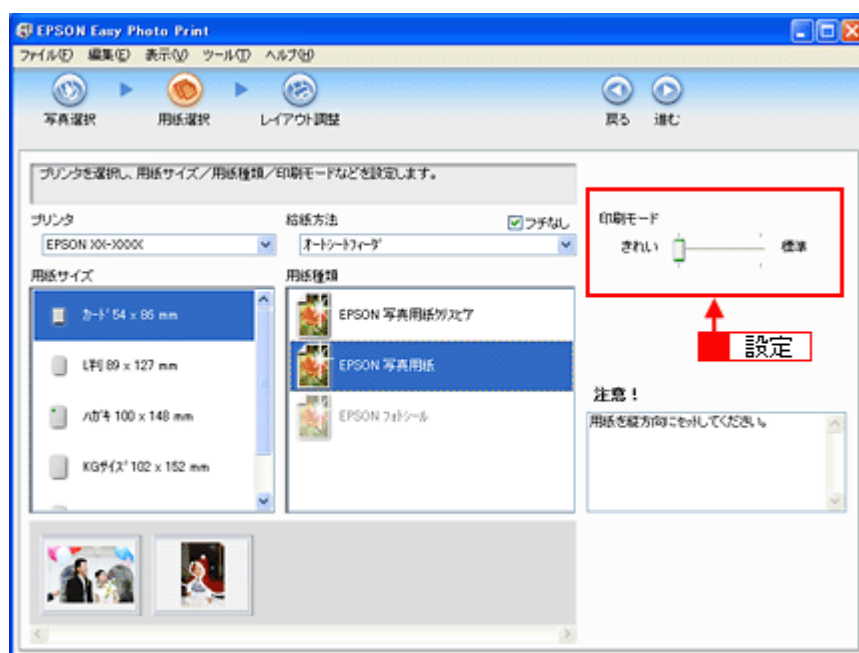 EPSON Easy Photo Print
ファイル(F) 編集(E) 表示(V) ツール(T) ヘルプ(H)
写真選択 用紙選択 レイアウト調整 戻る 進む
プリンタを選択し、用紙サイズ/用紙種類/印刷モードなどを設定します。
プリンタ
EPSON XX-XXXX
給紙方法
フチなし
オートシートフィーダ
用紙サイズ
カード 54 x 86 mm
L判 89 x 127 mm
ハガキ 100 x 148 mm
KGサイズ 102 x 152 mm
用紙種類
EPSON 写真用紙クリスピア
EPSON 写真用紙
EPSON フォトシール
印刷モード
きれい 標準
設定
注意!
用紙を縦方向にセットしてください。